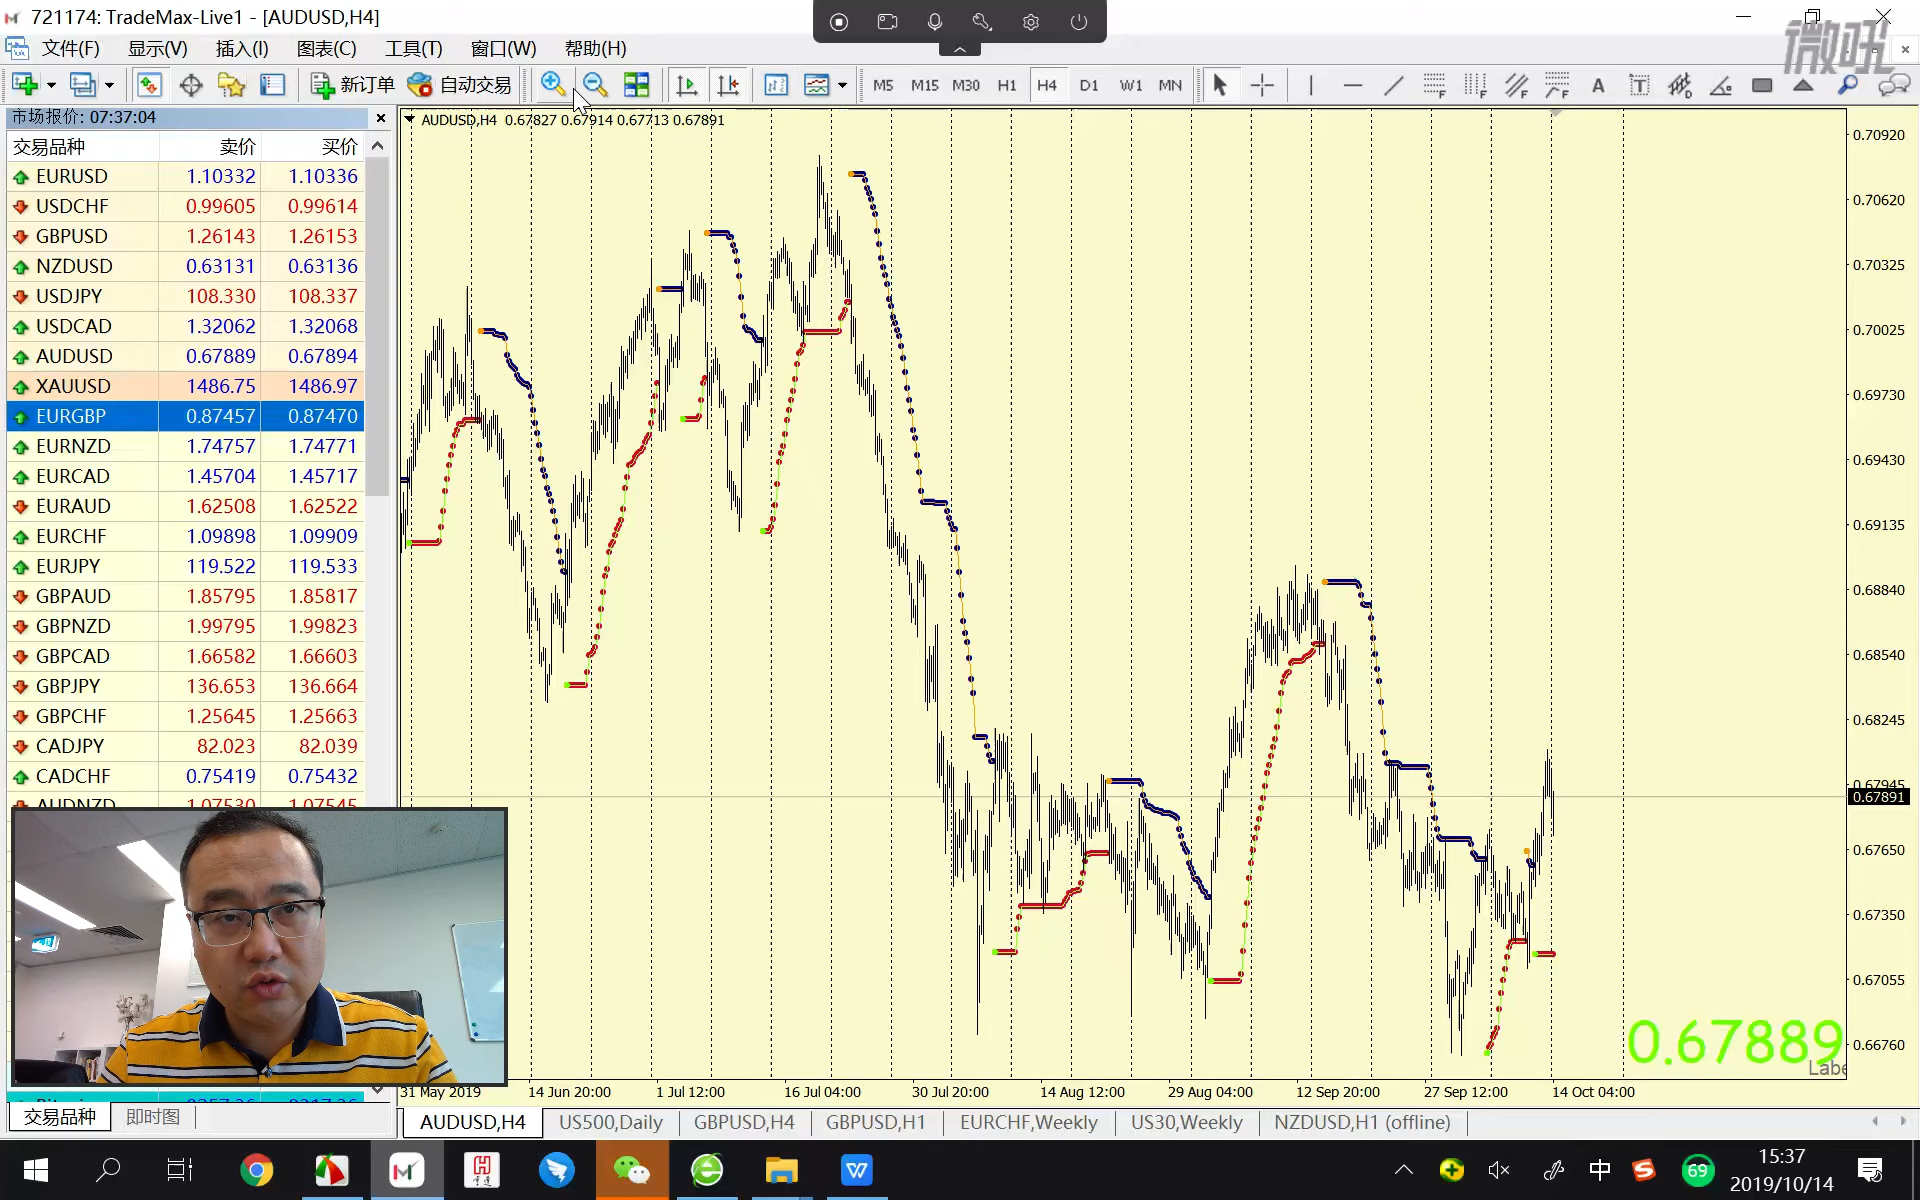 721174: TradeMax-Live1 - [AUDUSD,H4]
微吼
文件(F) 显示(V) 插入(I) 图表(C) 工具(T) 窗口(W) 帮助(H)
新订单 自动交易 M5 M15 M30 H1 H4 D1 W1 MN
市场报价: 07:37:04
交易品种 卖价 买价
EURUSD 1.10332 1.10336
USDCHF 0.99605 0.99614
GBPUSD 1.26143 1.26153
NZDUSD 0.63131 0.63136
USDJPY 108.330 108.337
USDCAD 1.32062 1.32068
AUDUSD 0.67889 0.67894
XAUUSD 1486.75 1486.97
EURGBP 0.87457 0.87470
EURNZD 1.74757 1.74771
EURCAD 1.45704 1.45717
EURAUD 1.62508 1.62522
EURCHF 1.09898 1.09909
EURJPY 119.522 119.533
GBPAUD 1.85795 1.85817
GBPNZD 1.99795 1.99823
GBPCAD 1.66582 1.66603
GBPJPY 136.653 136.664
GBPCHF 1.25645 1.25663
CADJPY 82.023 82.039
CADCHF 0.75419 0.75432
AUDNZD 1.07530 1.07545
交易品种 即时图
AUDUSD,H4 0.67827 0.67914 0.67713 0.67891
0.70920
0.70620
0.70325
0.70025
0.69730
0.69430
0.69135
0.68840
0.68540
0.68245
0.67945
0.67891
0.67650
0.67350
0.67055
0.66760
0.67889
Labe
31 May 2019 14 Jun 20:00 1 Jul 12:00 16 Jul 04:00 30 Jul 20:00 14 Aug 12:00 29 Aug 04:00 12 Sep 20:00 27 Sep 12:00 14 Oct 04:00
AUDUSD,H4 US500,Daily GBPUSD,H4 GBPUSD,H1 EURCHF,Weekly US30,Weekly NZDUSD,H1 (offline)
中 69
15:37
2019/10/14